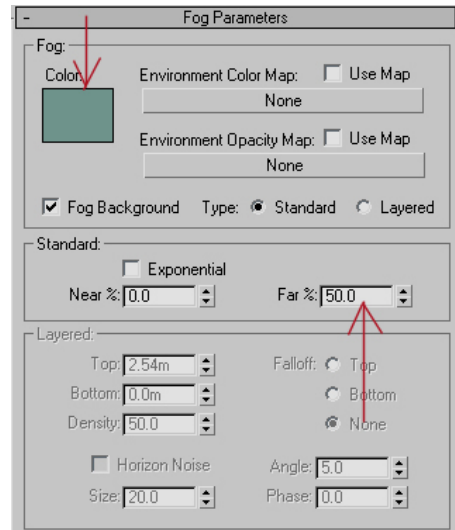 - Fog Parameters
Fog:
Color: Environment Color Map: Use Map
None
Environment Opacity Map: Use Map
None
Fog Background Type: Standard Layered
Standard:
Exponential
Near %: 0.0 Far %: 50.0
Layered:
Top: 2.54m Falloff: Top
Bottom: 0.0m Bottom
Density: 50.0 None
Horizon Noise Angle: 5.0
Size: 20.0 Phase: 0.0